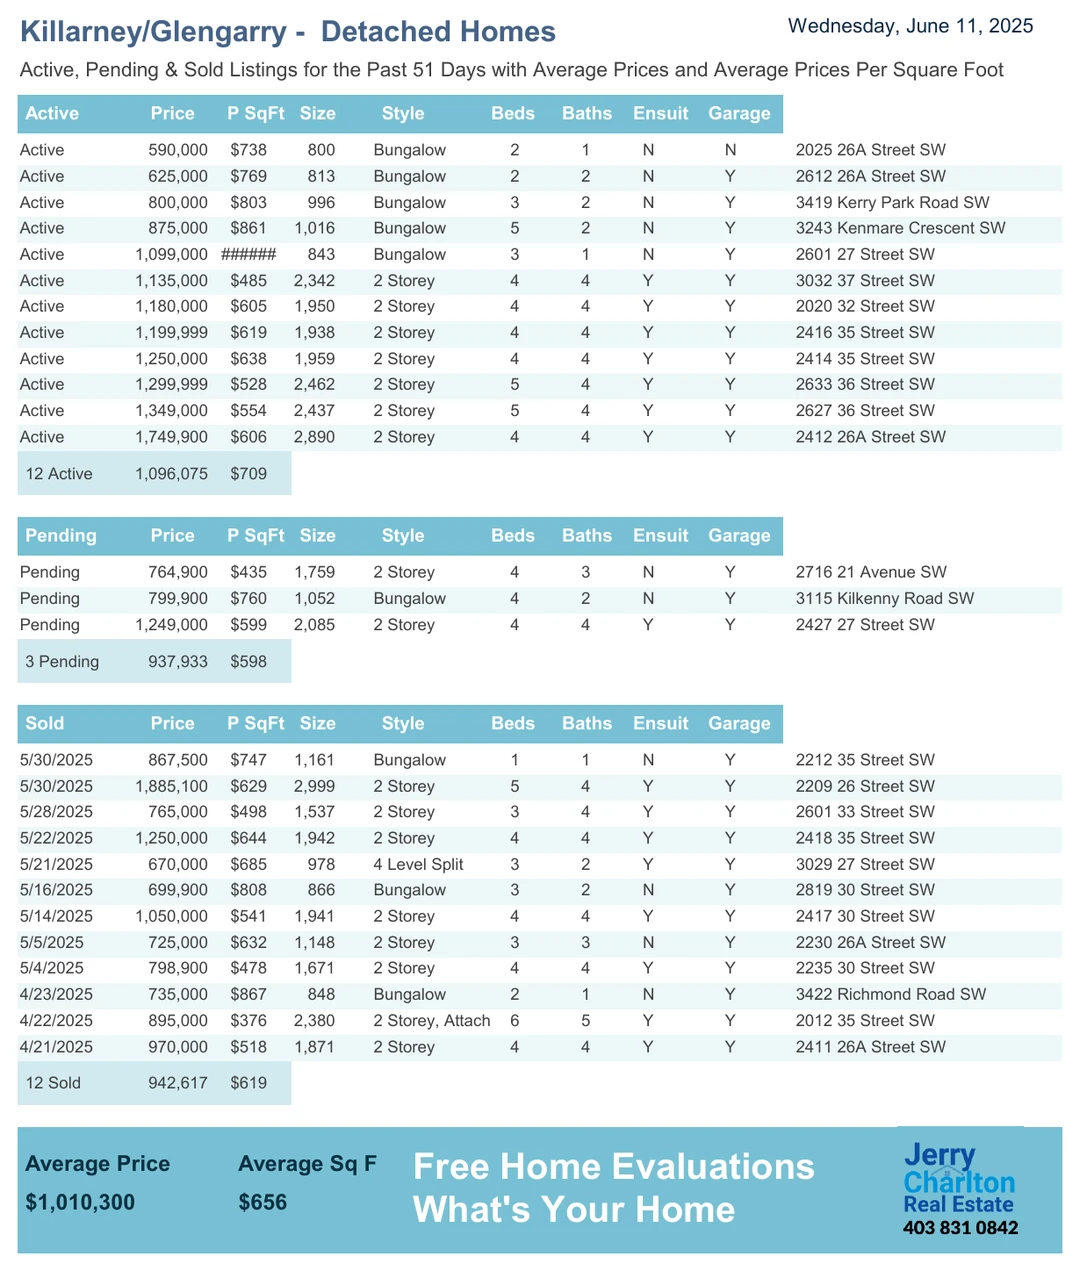 Killarney/Glengarry -  Detached Homes
Wednesday, June 11, 2025
Active, Pending & Sold Listings for the Past 51 Days with Average Prices and Average Prices Per Square Foot
Active Price P SqFt Size Style Beds Baths Ensuit Garage
Active 590,000 $738 800 Bungalow 2 1 N N 2025 26A Street SW
Active 625,000 $769 813 Bungalow 2 2 N Y 2612 26A Street SW
Active 800,000 $803 996 Bungalow 3 2 N Y 3419 Kerry Park Road SW
Active 875,000 $861 1,016 Bungalow 5 2 N Y 3243 Kenmare Crescent SW
Active 1,099,000 ###### 843 Bungalow 3 1 N Y 2601 27 Street SW
Active 1,135,000 $485 2,342 2 Storey 4 4 Y Y 3032 37 Street SW
Active 1,180,000 $605 1,950 2 Storey 4 4 Y Y 2020 32 Street SW
Active 1,199,999 $619 1,938 2 Storey 4 4 Y Y 2416 35 Street SW
Active 1,250,000 $638 1,959 2 Storey 4 4 Y Y 2414 35 Street SW
Active 1,299,999 $528 2,462 2 Storey 5 4 Y Y 2633 36 Street SW
Active 1,349,000 $554 2,437 2 Storey 5 4 Y Y 2627 36 Street SW
Active 1,749,900 $606 2,890 2 Storey 4 4 Y Y 2412 26A Street SW
12 Active 1,096,075 $709
Pending Price P SqFt Size Style Beds Baths Ensuit Garage
Pending 764,900 $435 1,759 2 Storey 4 3 N Y 2716 21 Avenue SW
Pending 799,900 $760 1,052 Bungalow 4 2 N Y 3115 Kilkenny Road SW
Pending 1,249,000 $599 2,085 2 Storey 4 4 Y Y 2427 27 Street SW
3 Pending 937,933 $598
Sold Price P SqFt Size Style Beds Baths Ensuit Garage
5/30/2025 867,500 $747 1,161 Bungalow 1 1 N Y 2212 35 Street SW
5/30/2025 1,885,100 $629 2,999 2 Storey 5 4 Y Y 2209 26 Street SW
5/28/2025 765,000 $498 1,537 2 Storey 3 4 Y Y 2601 33 Street SW
5/22/2025 1,250,000 $644 1,942 2 Storey 4 4 Y Y 2418 35 Street SW
5/21/2025 670,000 $685 978 4 Level Split 3 2 Y Y 3029 27 Street SW
5/16/2025 699,900 $808 866 Bungalow 3 2 N Y 2819 30 Street SW
5/14/2025 1,050,000 $541 1,941 2 Storey 4 4 Y Y 2417 30 Street SW
5/5/2025 725,000 $632 1,148 2 Storey 3 3 N Y 2230 26A Street SW
5/4/2025 798,900 $478 1,671 2 Storey 4 4 Y Y 2235 30 Street SW
4/23/2025 735,000 $867 848 Bungalow 2 1 N Y 3422 Richmond Road SW
4/22/2025 895,000 $376 2,380 2 Storey, Attach 6 5 Y Y 2012 35 Street SW
4/21/2025 970,000 $518 1,871 2 Storey 4 4 Y Y 2411 26A Street SW
12 Sold 942,617 $619
Average Price Average Sq F
$1,010,300 $656
Free Home Evaluations
What's Your Home
Jerry
Charlton
Real Estate
403 831 0842